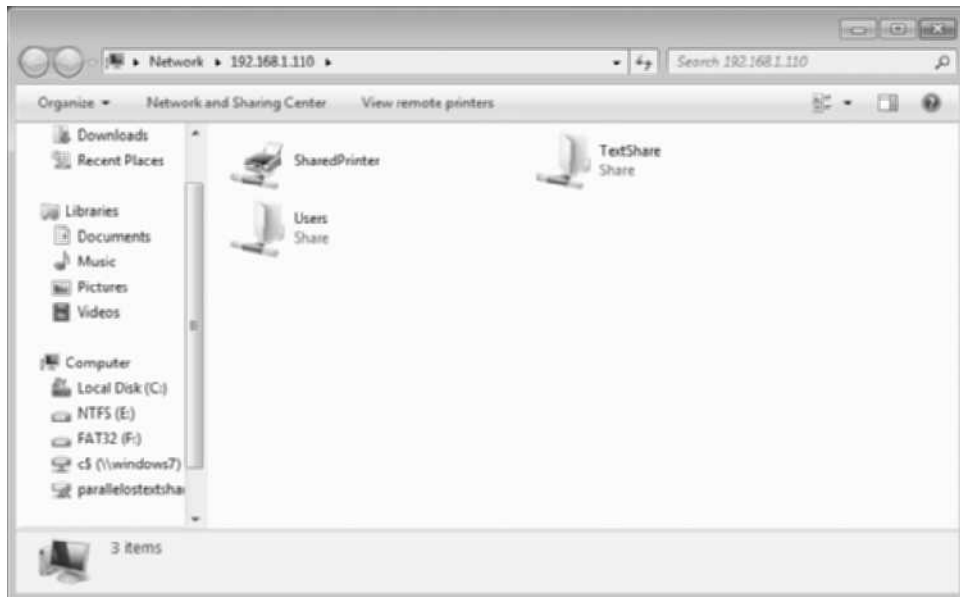 Network ▸ 192.168.1.110 ▸
Search 192.168.1.110
Organize
Network and Sharing Center
View remote printers
Downloads
Recent Places
Libraries
Documents
Music
Pictures
Videos
Computer
Local Disk (C:)
NTFS (E:)
FAT32 (F:)
c$ (\\windows7)
parallelostextsha
SharedPrinter
TextShare
Share
Users
Share
3 items